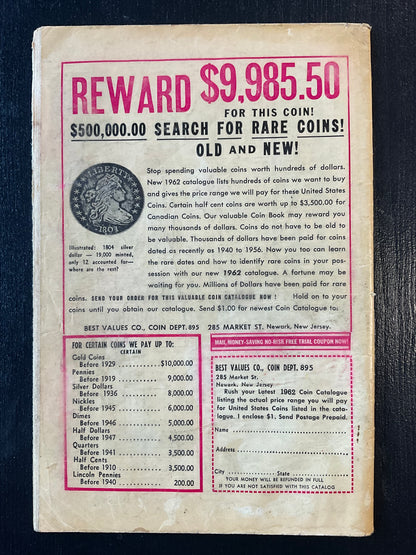 REWARD $9,985.50
FOR THIS COIN!
$500,000.00 SEARCH FOR RARE COINS!
OLD AND NEW!
LIBERTY
1804
Illustrated: 1804 silver
dollar — 19,000 minted,
only 12 accounted for—
where are the rest?
Stop spending valuable coins worth hundreds of dollars.
New 1962 catalogue lists hundreds of coins we want to buy
and gives the price range we will pay for these United States
Coins. Certain half cent coins are worth up to $3,500.00 for
Canadian Coins. Our valuable Coin Book may reward you
many thousands of dollars. Coins do not have to be old to
be valuable. Thousands of dollars have been paid for coins
dated as recently as 1940 to 1956. Now you too can learn
the rare dates and how to identify rare coins in your pos-
session with our new 1962 catalogue. A fortune may be
waiting for you. Millions of Dollars have been paid for rare
coins. SEND YOUR ORDER FOR THIS VALUABLE COIN CATALOGUE NOW! Hold on to your
coins until you obtain our catalogue. Send $1.00 for newest Coin Catalogue to:
BEST VALUES CO., COIN DEPT. 895 285 MARKET ST. Newark, New Jersey.
FOR CERTAIN COINS WE PAY UP TO:
CERTAIN
Gold Coins
Before 1929 $10,000.00
Pennies
Before 1919 9,000.00
Silver Dollars
Before 1936 8,000.00
Nickles
Before 1945 6,000.00
Dimes
Before 1946 5,000.00
Half Dollars
Before 1947 4,500.00
Quarters
Before 1941 3,500.00
Half Cents
Before 1910 3,500.00
Lincoln Pennies
Before 1940 200.00
MAIL MONEY-SAVING NO-RISK FREE TRIAL COUPON NOW!
BEST VALUES CO., COIN DEPT. 895
285 Market St.
Newark, New Jersey
Rush your Latest 1962 Coin Catalogue
listing the actual price range you will pay
for United States Coins listed in the cata-
logue. I enclose $1. Send Postage Prepaid.
Name
Address
City State
YOUR MONEY WILL BE REFUNDED IN FULL
IF YOU ARE NOT SATISFIED WITH THIS CATALOG